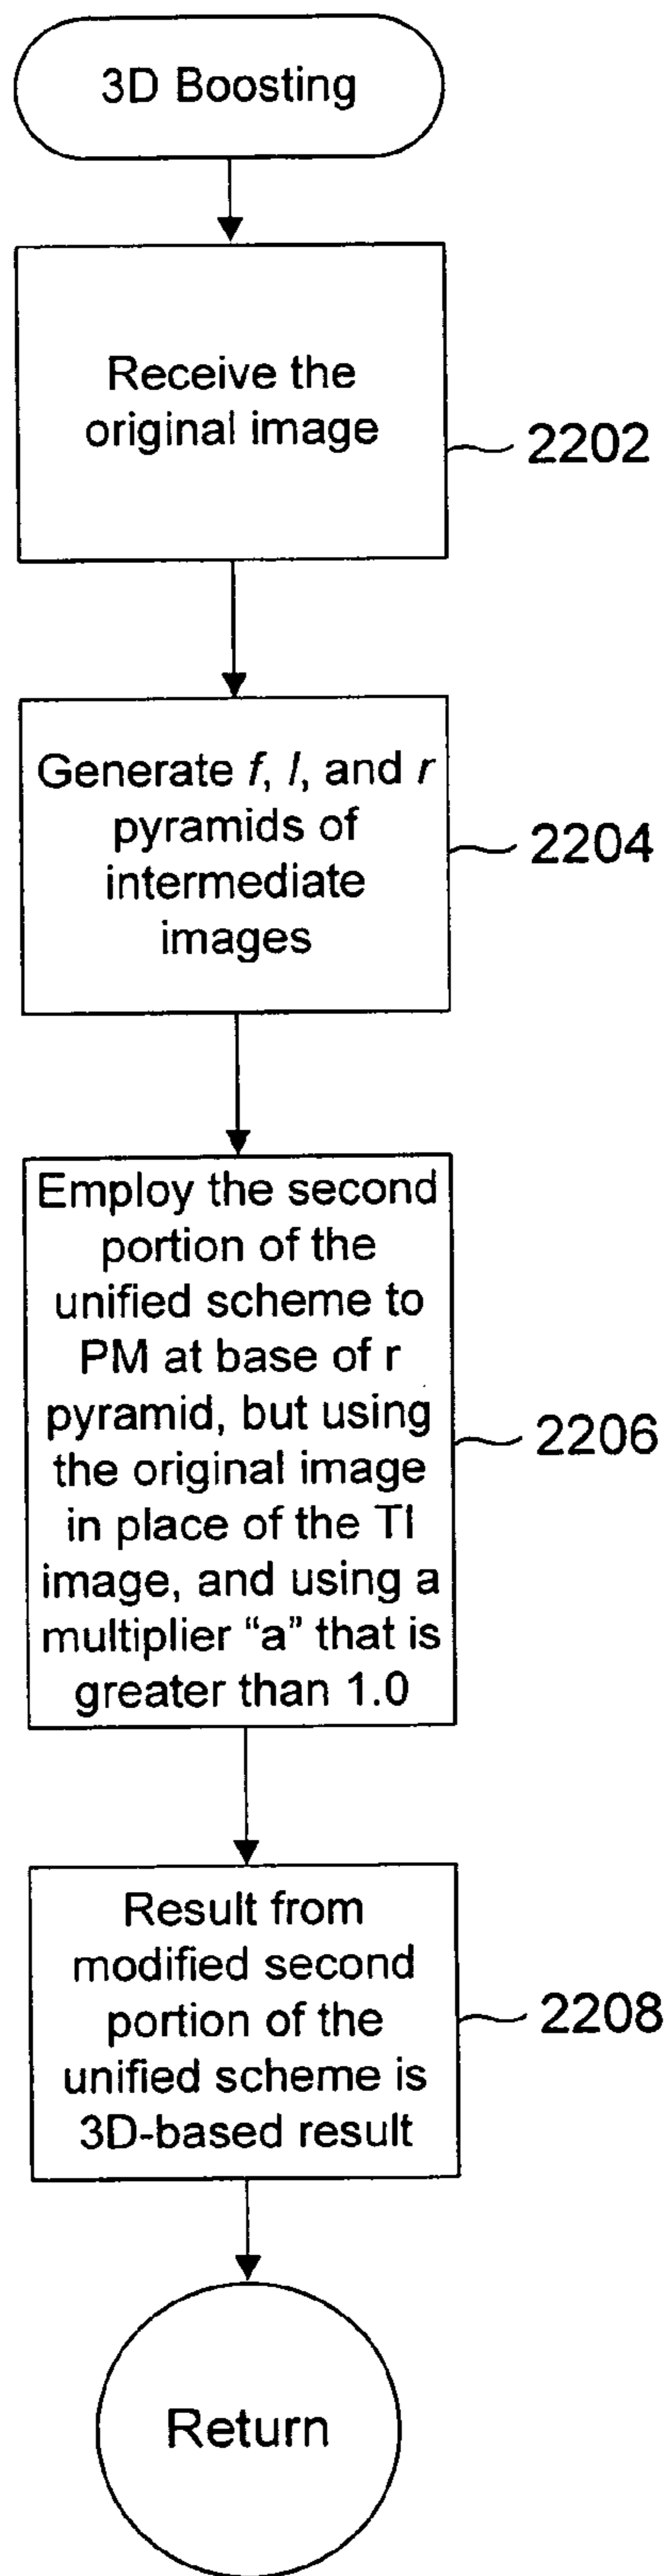 3D Boosting
Receive the
original image
2202
Generate f, l, and r
pyramids of
intermediate
images
2204
Employ the second
portion of the
unified scheme to
PM at base of r
pyramid, but using
the original image
in place of the TI
image, and using a
multiplier “a” that is
greater than 1.0
2206
Result from
modified second
portion of the
unified scheme is
3D-based result
2208
Return